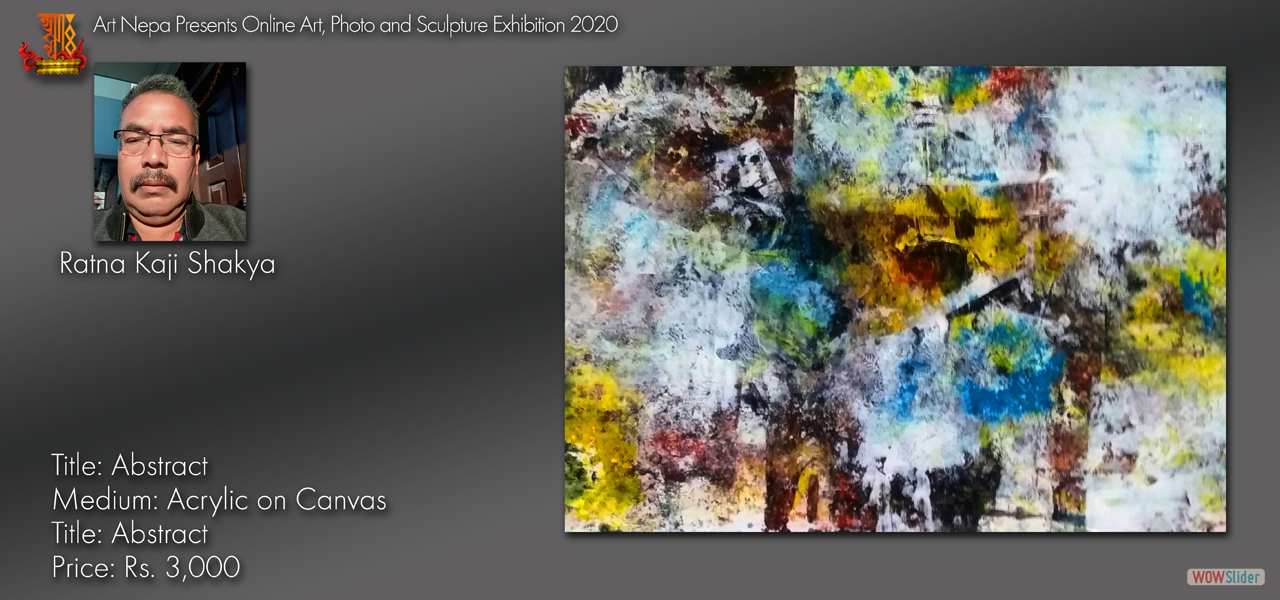 Art Nepa Presents Online Art, Photo and Sculpture Exhibition 2020
Ratna Kaji Shakya
Title: Abstract
Medium: Acrylic on Canvas
Title: Abstract
Price: Rs. 3,000
WOWSlider